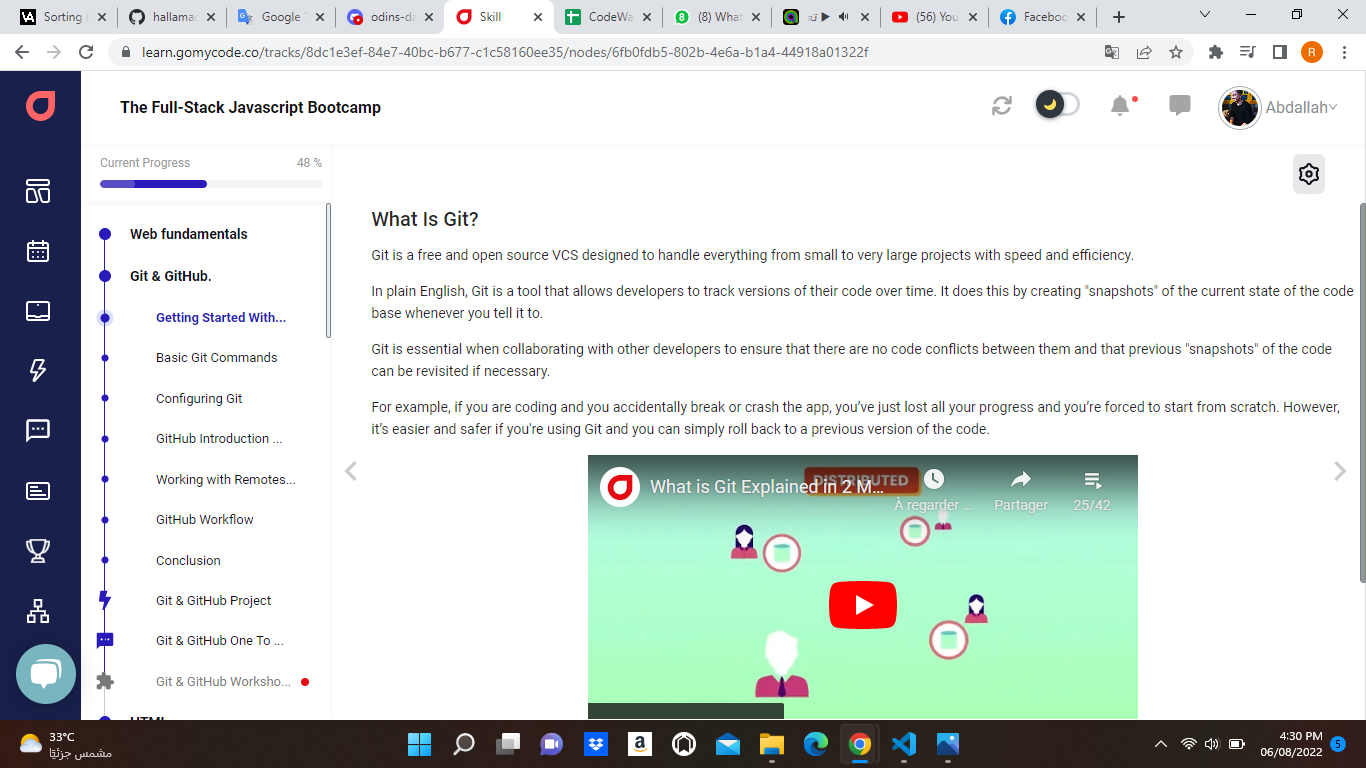 Sorting
hallamad
Google T
odins-da
Skill
CodeWa
(8) What
(56) You
Faceboo
learn.gomycode.co/tracks/8dc1e3ef-84e7-40bc-b677-c1c58160ee35/nodes/6fb0fdb5-802b-4e6a-b1a4-44918a01322f
R
The Full-Stack Javascript Bootcamp
Abdallah
Current Progress
48 %
Web fundamentals
Git & GitHub.
Getting Started With...
Basic Git Commands
Configuring Git
GitHub Introduction ...
Working with Remotes...
GitHub Workflow
Conclusion
Git & GitHub Project
Git & GitHub One To ...
Git & GitHub Worksho...
HTML
What Is Git?
Git is a free and open source VCS designed to handle everything from small to very large projects with speed and efficiency.
In plain English, Git is a tool that allows developers to track versions of their code over time. It does this by creating "snapshots" of the current state of the code
base whenever you tell it to.
Git is essential when collaborating with other developers to ensure that there are no code conflicts between them and that previous "snapshots" of the code
can be revisited if necessary.
For example, if you are coding and you accidentally break or crash the app, you've just lost all your progress and you're forced to start from scratch. However,
it's easier and safer if you're using Git and you can simply roll back to a previous version of the code.
DISTRIBUTED
What is Git Explained in 2 M...
À regarder ...
Partager
25/42
33°C
مشمس جزئيًا
4:30 PM
06/08/2022
5